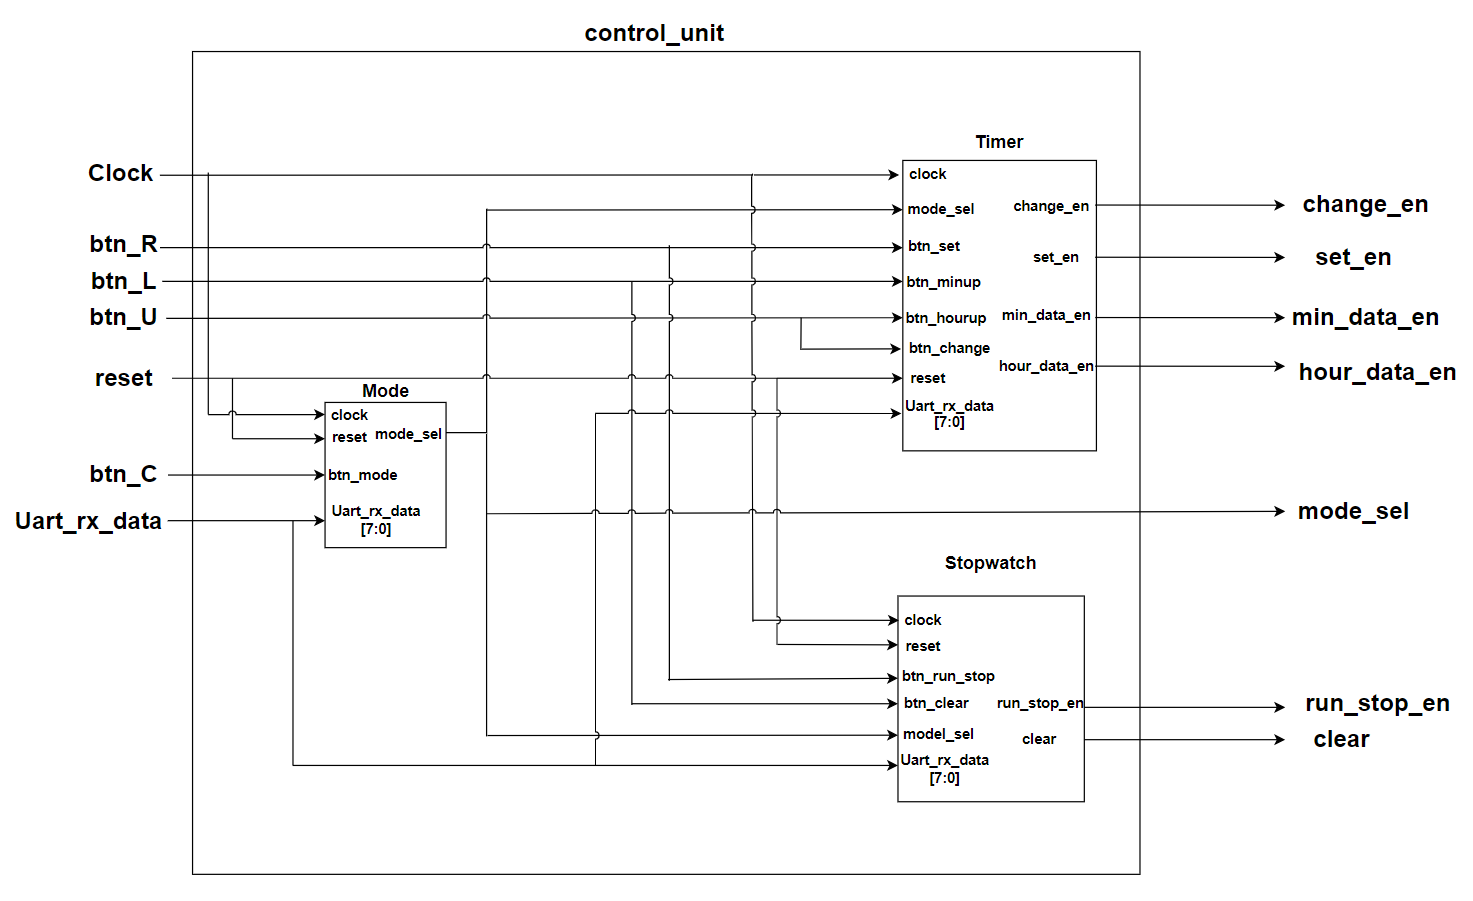 control_unit
Clock
btn_R
btn_L
btn_U
reset
btn_C
Uart_rx_data
Mode
clock
reset
mode_sel
btn_mode
Uart_rx_data
[7:0]
Timer
clock
mode_sel
change_en
btn_set
set_en
btn_minup
btn_hourup
min_data_en
btn_change
hour_data_en
reset
Uart_rx_data
[7:0]
Stopwatch
clock
reset
btn_run_stop
btn_clear
run_stop_en
model_sel
clear
Uart_rx_data
[7:0]
change_en
set_en
min_data_en
hour_data_en
mode_sel
run_stop_en
clear